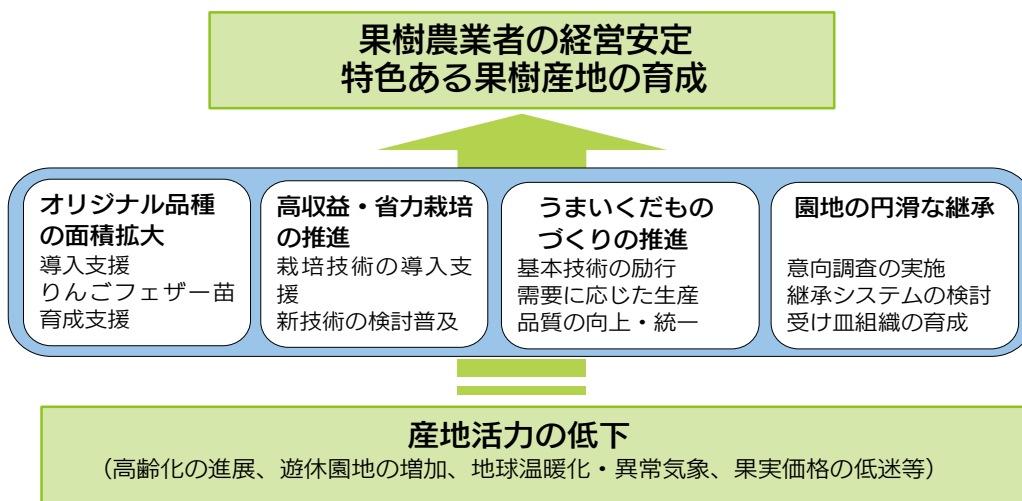 果樹農業者の経営安定
特色ある果樹産地の育成
オリジナル品種
の面積拡大
導入支援
りんごフェザー苗
育成支援
高収益・省力栽培
の推進
栽培技術の導入支
援
新技術の検討普及
うまいくだもの
づくりの推進
基本技術の励行
需要に応じた生産
品質の向上・統一
園地の円滑な継承
意向調査の実施
継承システムの検討
受け皿組織の育成
産地活力の低下
（高齢化の進展、遊休園地の増加、地球温暖化・異常気象、果実価格の低迷等）